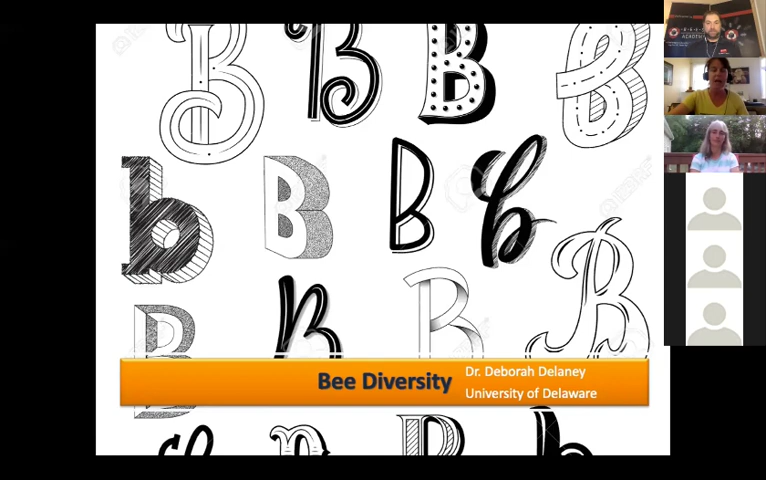 B B B B
b B B b
B
B B B
Bee Diversity
Dr. Deborah Delaney
University of Delaware